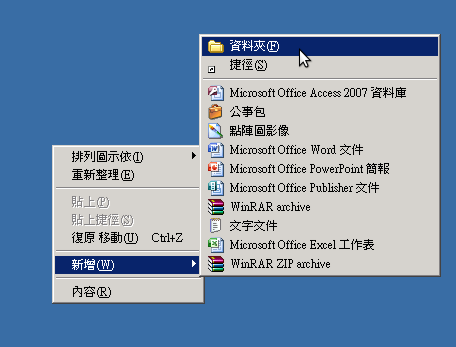 排列圖示依(I)
重新整理(E)
貼上(P)
貼上捷徑(S)
復原 移動(U) Ctrl+Z
新增(W)
內容(R)
資料夾(F)
捷徑(S)
Microsoft Office Access 2007 資料庫
公事包
點陣圖影像
Microsoft Office Word 文件
Microsoft Office PowerPoint 簡報
Microsoft Office Publisher 文件
WinRAR archive
文字文件
Microsoft Office Excel 工作表
WinRAR ZIP archive